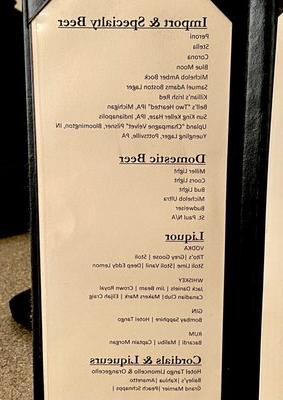 Import & Specialty Beer
Peroni
Stella
Corona
Blue Moon
Michelob Amber Bock
Samuel Adams Boston Lager
Killian's Irish Red
Bell's "Two" Hearted" IPA, Michigan
Sun King Haze, IPA, Indianapolis
Upland "Champagne Velvet" Pilsner, Bloomington, IN
Yuengling Lager, Pottsville, PA,
Domestic Beer
Miller Light
Coors Light
Bud Light
Michelob Ultra
Budweiser
St. Paul N/A
Liquor
VODKA
Tito's | Grey Goose | Stoli
Stoli Lime | Stoli Vanil | Deep Eddy Lemon
WHISKEY
Jack Daniels | Jim Beam | Crown Royal
Canadian Club | Makers Mark | Elijah Craig
GIN
Bombay Sapphire | Hotel Tango
RUM
Bacardi | Malibu | Captain Morgan
Cordials & Liqueurs
Hotel Tango Limoncello & Orangecello
Bailey's | Kahlua | Amaretto
Grand Marnier | Peach Schnapps |